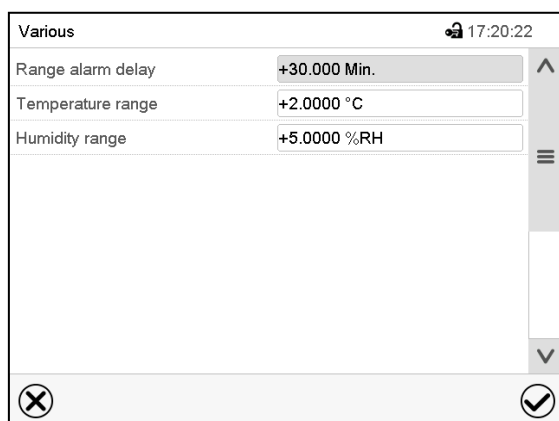 Various 17:20:22
Range alarm delay +30.000 Min.
Temperature range +2.0000 °C
Humidity range +5.0000 %RH